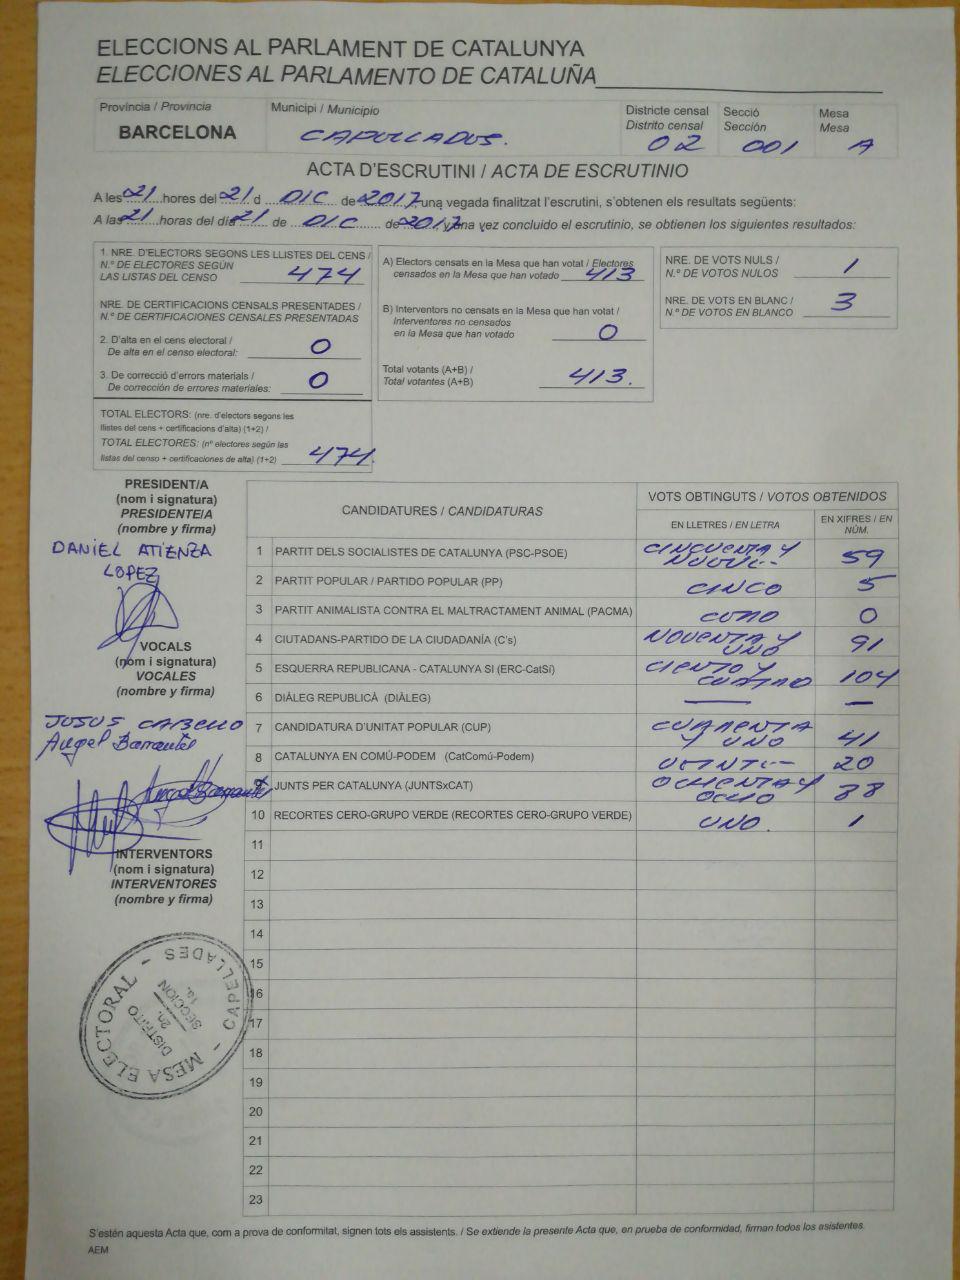 ELECCIONS AL PARLAMENT DE CATALUNYA
ELECCIONES AL PARLAMENTO DE CATALUÑA
Província / Provincia
BARCELONA
Municipi / Municipio
CAPELLADES.
Districte censal
Distrito censal
02
Secció
Sección
001
Mesa
Mesa
A
ACTA D'ESCRUTINI / ACTA DE ESCRUTINIO
A les 21 hores del 21 d DIC de 2017, una vegada finalitzat l'escrutini, s'obtenen els resultats següents:
A las 21 horas del día 21 de DIC de 2017, y una vez concluido el escrutinio, se obtienen los siguientes resultados:
1. NRE. D'ELECTORS SEGONS LES LLISTES DEL CENS /
N.º DE ELECTORES SEGÚN
LAS LISTAS DEL CENSO 474
NRE. DE CERTIFICACIONS CENSALS PRESENTADES /
N.º DE CERTIFICACIONES CENSALES PRESENTADAS
2. D'alta en el cens electoral /
De alta en el censo electoral: 0
3. De correcció d'errors materials /
De corrección de errores materiales: 0
TOTAL ELECTORS: (nre. d'electors segons les
llistes del cens + certificacions d'alta) (1+2) /
TOTAL ELECTORES: (nº electores según las
listas del censo + certificaciones de alta) (1+2) 474
A) Electors censats en la Mesa que han votat / Electores
censados en la Mesa que han votado 413
B) Interventors no censats en la Mesa que han votat /
Interventores no censados
en la Mesa que han votado 0
Total votants (A+B) /
Total votantes (A+B) 413.
NRE. DE VOTS NULS /
N.º DE VOTOS NULOS 1
NRE. DE VOTS EN BLANC /
N.º DE VOTOS EN BLANCO 3
PRESIDENT/A
(nom i signatura)
PRESIDENTE/A
(nombre y firma)
DANIEL ATIENZA
LOPEZ
VOCALS
(nom i signatura)
VOCALES
(nombre y firma)
JOSUS CABELLO
Angel Barrantel
INTERVENTORS
(nom i signatura)
INTERVENTORES
(nombre y firma)
MESA ELECTORAL - CAPELLADES -
DISTRITO
2n.
SECCION
1a.
CANDIDATURES / CANDIDATURAS
VOTS OBTINGUTS / VOTOS OBTENIDOS
EN LLETRES / EN LETRA
EN XIFRES / EN NÚM.
1 PARTIT DELS SOCIALISTES DE CATALUNYA (PSC-PSOE) CINCUENTA Y NUEVE 59
2 PARTIT POPULAR / PARTIDO POPULAR (PP) CINCO 5
3 PARTIT ANIMALISTA CONTRA EL MALTRACTAMENT ANIMAL (PACMA) CERO 0
4 CIUTADANS-PARTIDO DE LA CIUDADANÍA (C's) NOVENTA Y UNO 91
5 ESQUERRA REPUBLICANA - CATALUNYA SI (ERC-CatSí) CIENTO Y CUATRO 104
6 DIÀLEG REPUBLICÀ (DIÀLEG) — —
7 CANDIDATURA D'UNITAT POPULAR (CUP) CUARENTA Y UNO 41
8 CATALUNYA EN COMÚ-PODEM (CatComú-Podem) VEINTE 20
9 JUNTS PER CATALUNYA (JUNTSxCAT) OCHENTA Y OCHO 88
10 RECORTES CERO-GRUPO VERDE (RECORTES CERO-GRUPO VERDE) UNO. 1
11
12
13
14
15
16
17
18
19
20
21
22
23
S'estén aquesta Acta que, com a prova de conformitat, signen tots els assistents. / Se extiende la presente Acta que, en prueba de conformidad, firman todos los asistentes.
AEM